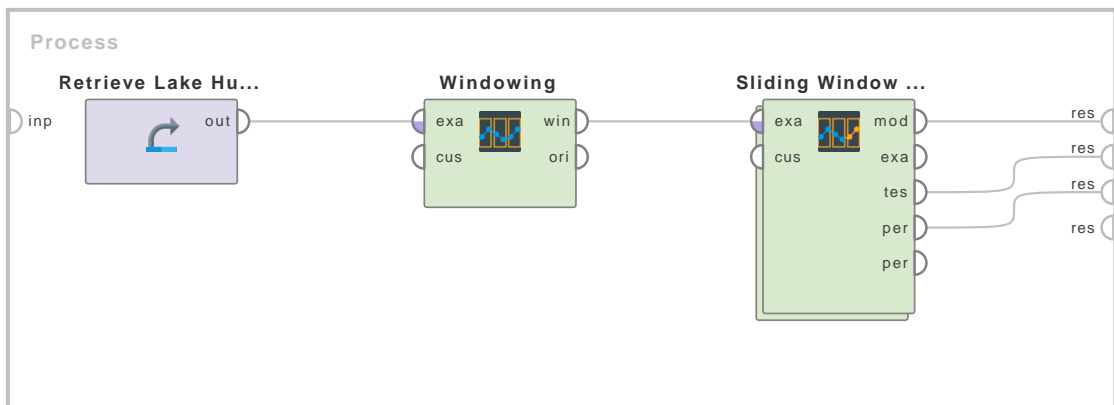 Process
Retrieve Lake Hu...
Windowing
Sliding Window ...
inp
out
exa
win
cus
ori
exa
mod
cus
exa
tes
per
per
res
res
res
res